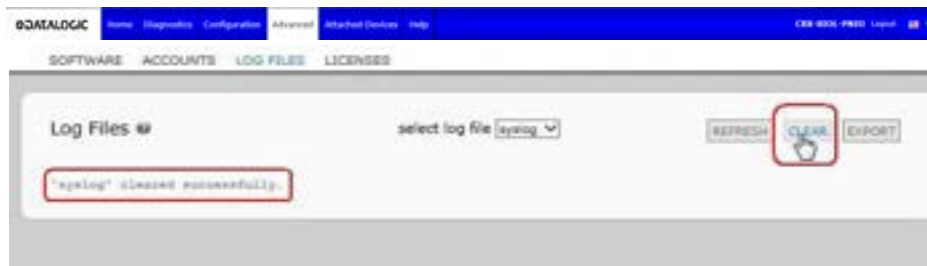 DATALOGIC Home Diagnostics Configuration Advanced Attached Devices Help Logout
SOFTWARE ACCOUNTS LOG FILES LICENSES
Log Files select log file syslog REFRESH CLEAR EXPORT
"syslog" cleared successfully.